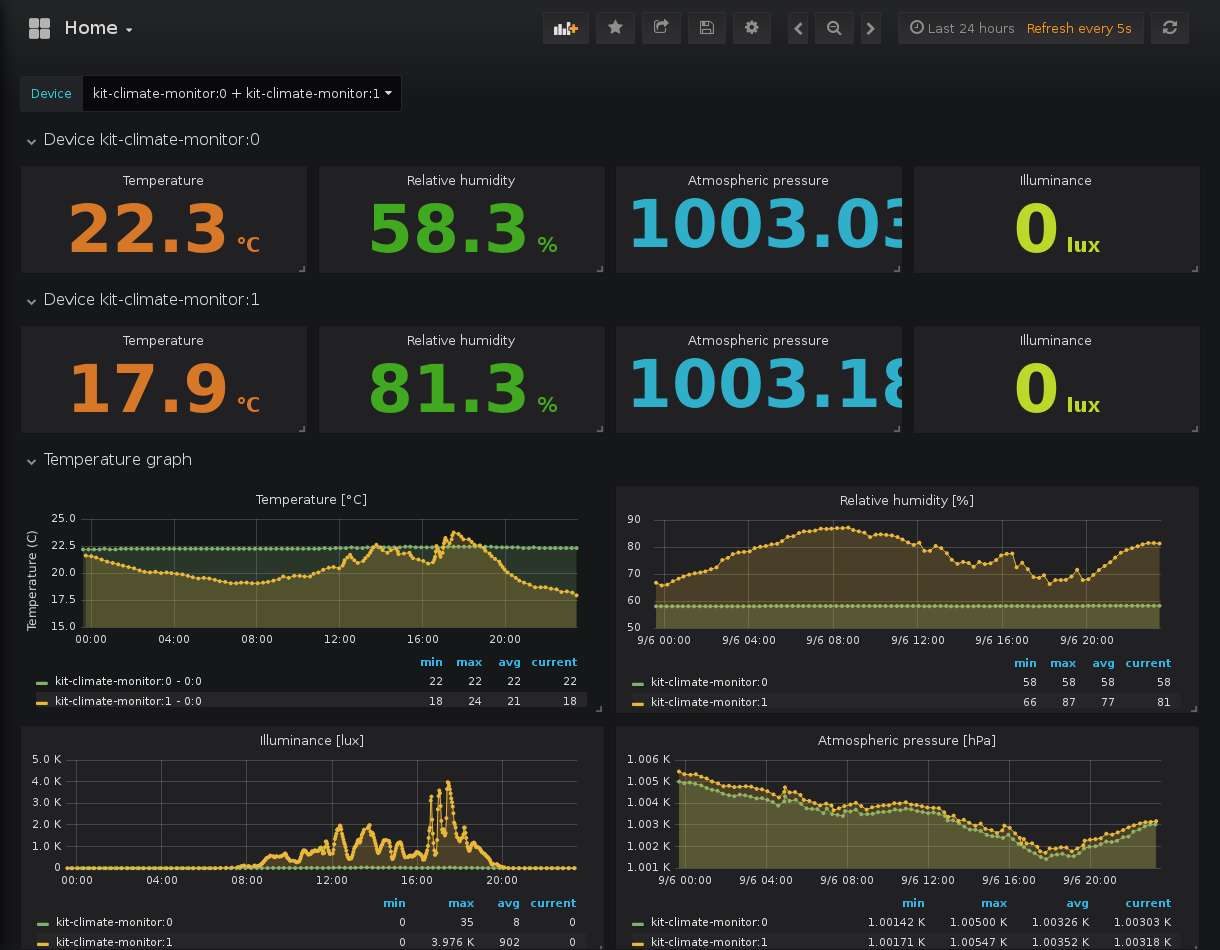 Home
Last 24 hours Refresh every 5s
Device kit-climate-monitor:0 + kit-climate-monitor:1
Device kit-climate-monitor:0
Temperature Relative humidity Atmospheric pressure Illuminance
22.3 °C 58.3 % 1003.03 0 lux
Device kit-climate-monitor:1
Temperature Relative humidity Atmospheric pressure Illuminance
17.9 °C 81.3 % 1003.18 0 lux
Temperature graph
Temperature [°C]
Temperature (C)
25.0
22.5
20.0
17.5
15.0
00:00 04:00 08:00 12:00 16:00 20:00
min max avg current
kit-climate-monitor:0 - 0:0 22 22 22 22
kit-climate-monitor:1 - 0:0 18 24 21 18
Relative humidity [%]
90
80
70
60
50
9/6 00:00 9/6 04:00 9/6 08:00 9/6 12:00 9/6 16:00 9/6 20:00
min max avg current
kit-climate-monitor:0 58 58 58 58
kit-climate-monitor:1 66 87 77 81
Illuminance [lux]
5.0 K
4.0 K
3.0 K
2.0 K
1.0 K
0
00:00 04:00 08:00 12:00 16:00 20:00
min max avg current
kit-climate-monitor:0 0 35 8 0
kit-climate-monitor:1 0 3.976 K 902 0
Atmospheric pressure [hPa]
1.006 K
1.005 K
1.004 K
1.003 K
1.002 K
1.001 K
9/6 00:00 9/6 04:00 9/6 08:00 9/6 12:00 9/6 16:00 9/6 20:00
min max avg current
kit-climate-monitor:0 1.00142 K 1.00500 K 1.00326 K 1.00303 K
kit-climate-monitor:1 1.00171 K 1.00547 K 1.00352 K 1.00318 K